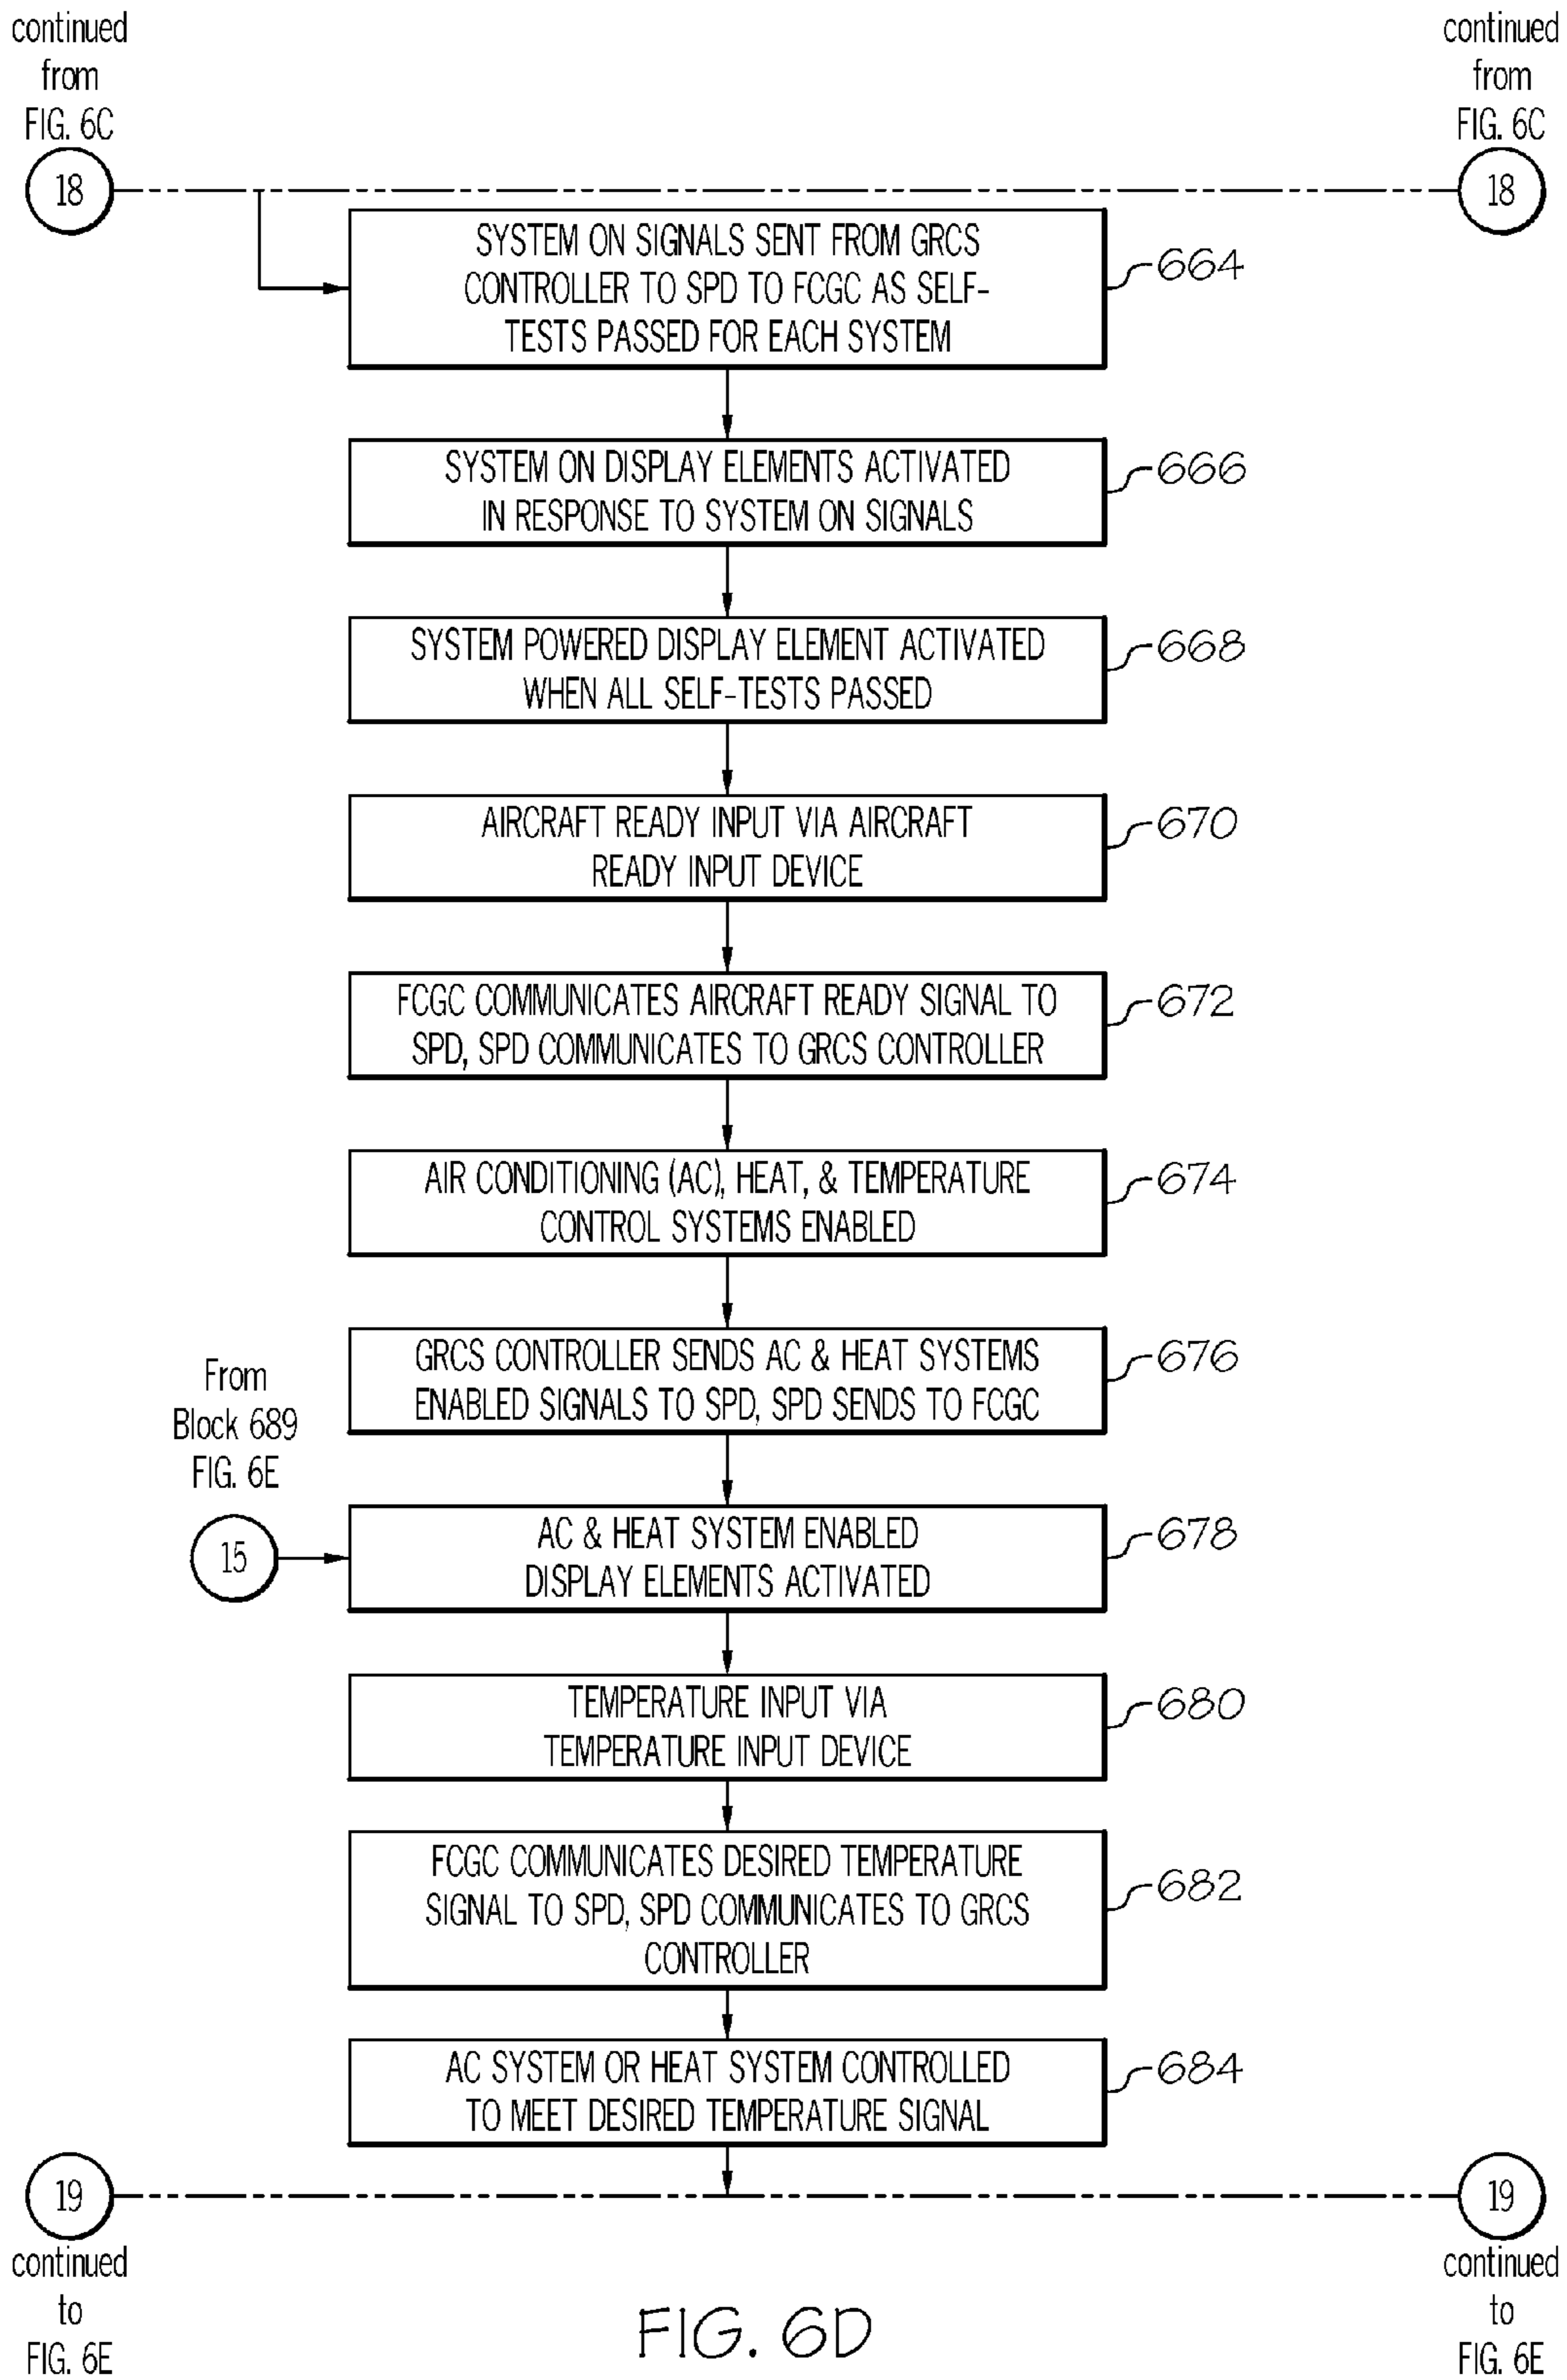 continued
from
FIG. 6C
18
continued
from
FIG. 6C
18
SYSTEM ON SIGNALS SENT FROM GRCS
CONTROLLER TO SPD TO FCGC AS SELF-
TESTS PASSED FOR EACH SYSTEM
664
SYSTEM ON DISPLAY ELEMENTS ACTIVATED
IN RESPONSE TO SYSTEM ON SIGNALS
666
SYSTEM POWERED DISPLAY ELEMENT ACTIVATED
WHEN ALL SELF-TESTS PASSED
668
AIRCRAFT READY INPUT VIA AIRCRAFT
READY INPUT DEVICE
670
FCGC COMMUNICATES AIRCRAFT READY SIGNAL TO
SPD, SPD COMMUNICATES TO GRCS CONTROLLER
672
AIR CONDITIONING (AC), HEAT, & TEMPERATURE
CONTROL SYSTEMS ENABLED
674
GRCS CONTROLLER SENDS AC & HEAT SYSTEMS
ENABLED SIGNALS TO SPD, SPD SENDS TO FCGC
676
From
Block 689
FIG. 6E
15
AC & HEAT SYSTEM ENABLED
DISPLAY ELEMENTS ACTIVATED
678
TEMPERATURE INPUT VIA
TEMPERATURE INPUT DEVICE
680
FCGC COMMUNICATES DESIRED TEMPERATURE
SIGNAL TO SPD, SPD COMMUNICATES TO GRCS
CONTROLLER
682
AC SYSTEM OR HEAT SYSTEM CONTROLLED
TO MEET DESIRED TEMPERATURE SIGNAL
684
19
continued
to
FIG. 6E
19
continued
to
FIG. 6E
FIG. 6D